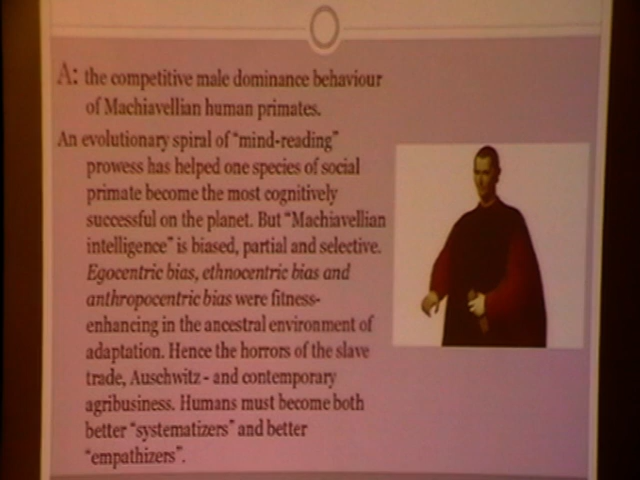 A: the competitive male dominance behaviour
of Machiavellian human primates.
An evolutionary spiral of "mind-reading"
prowess has helped one species of social
primate become the most cognitively
successful on the planet. But "Machiavellian
intelligence" is biased, partial and selective.
Egocentric bias, ethnocentric bias and
anthropocentric bias were fitness-
enhancing in the ancestral environment of
adaptation. Hence the horrors of the slave
trade, Auschwitz - and contemporary
agribusiness. Humans must become both
better "systematizers" and better
"empathizers".